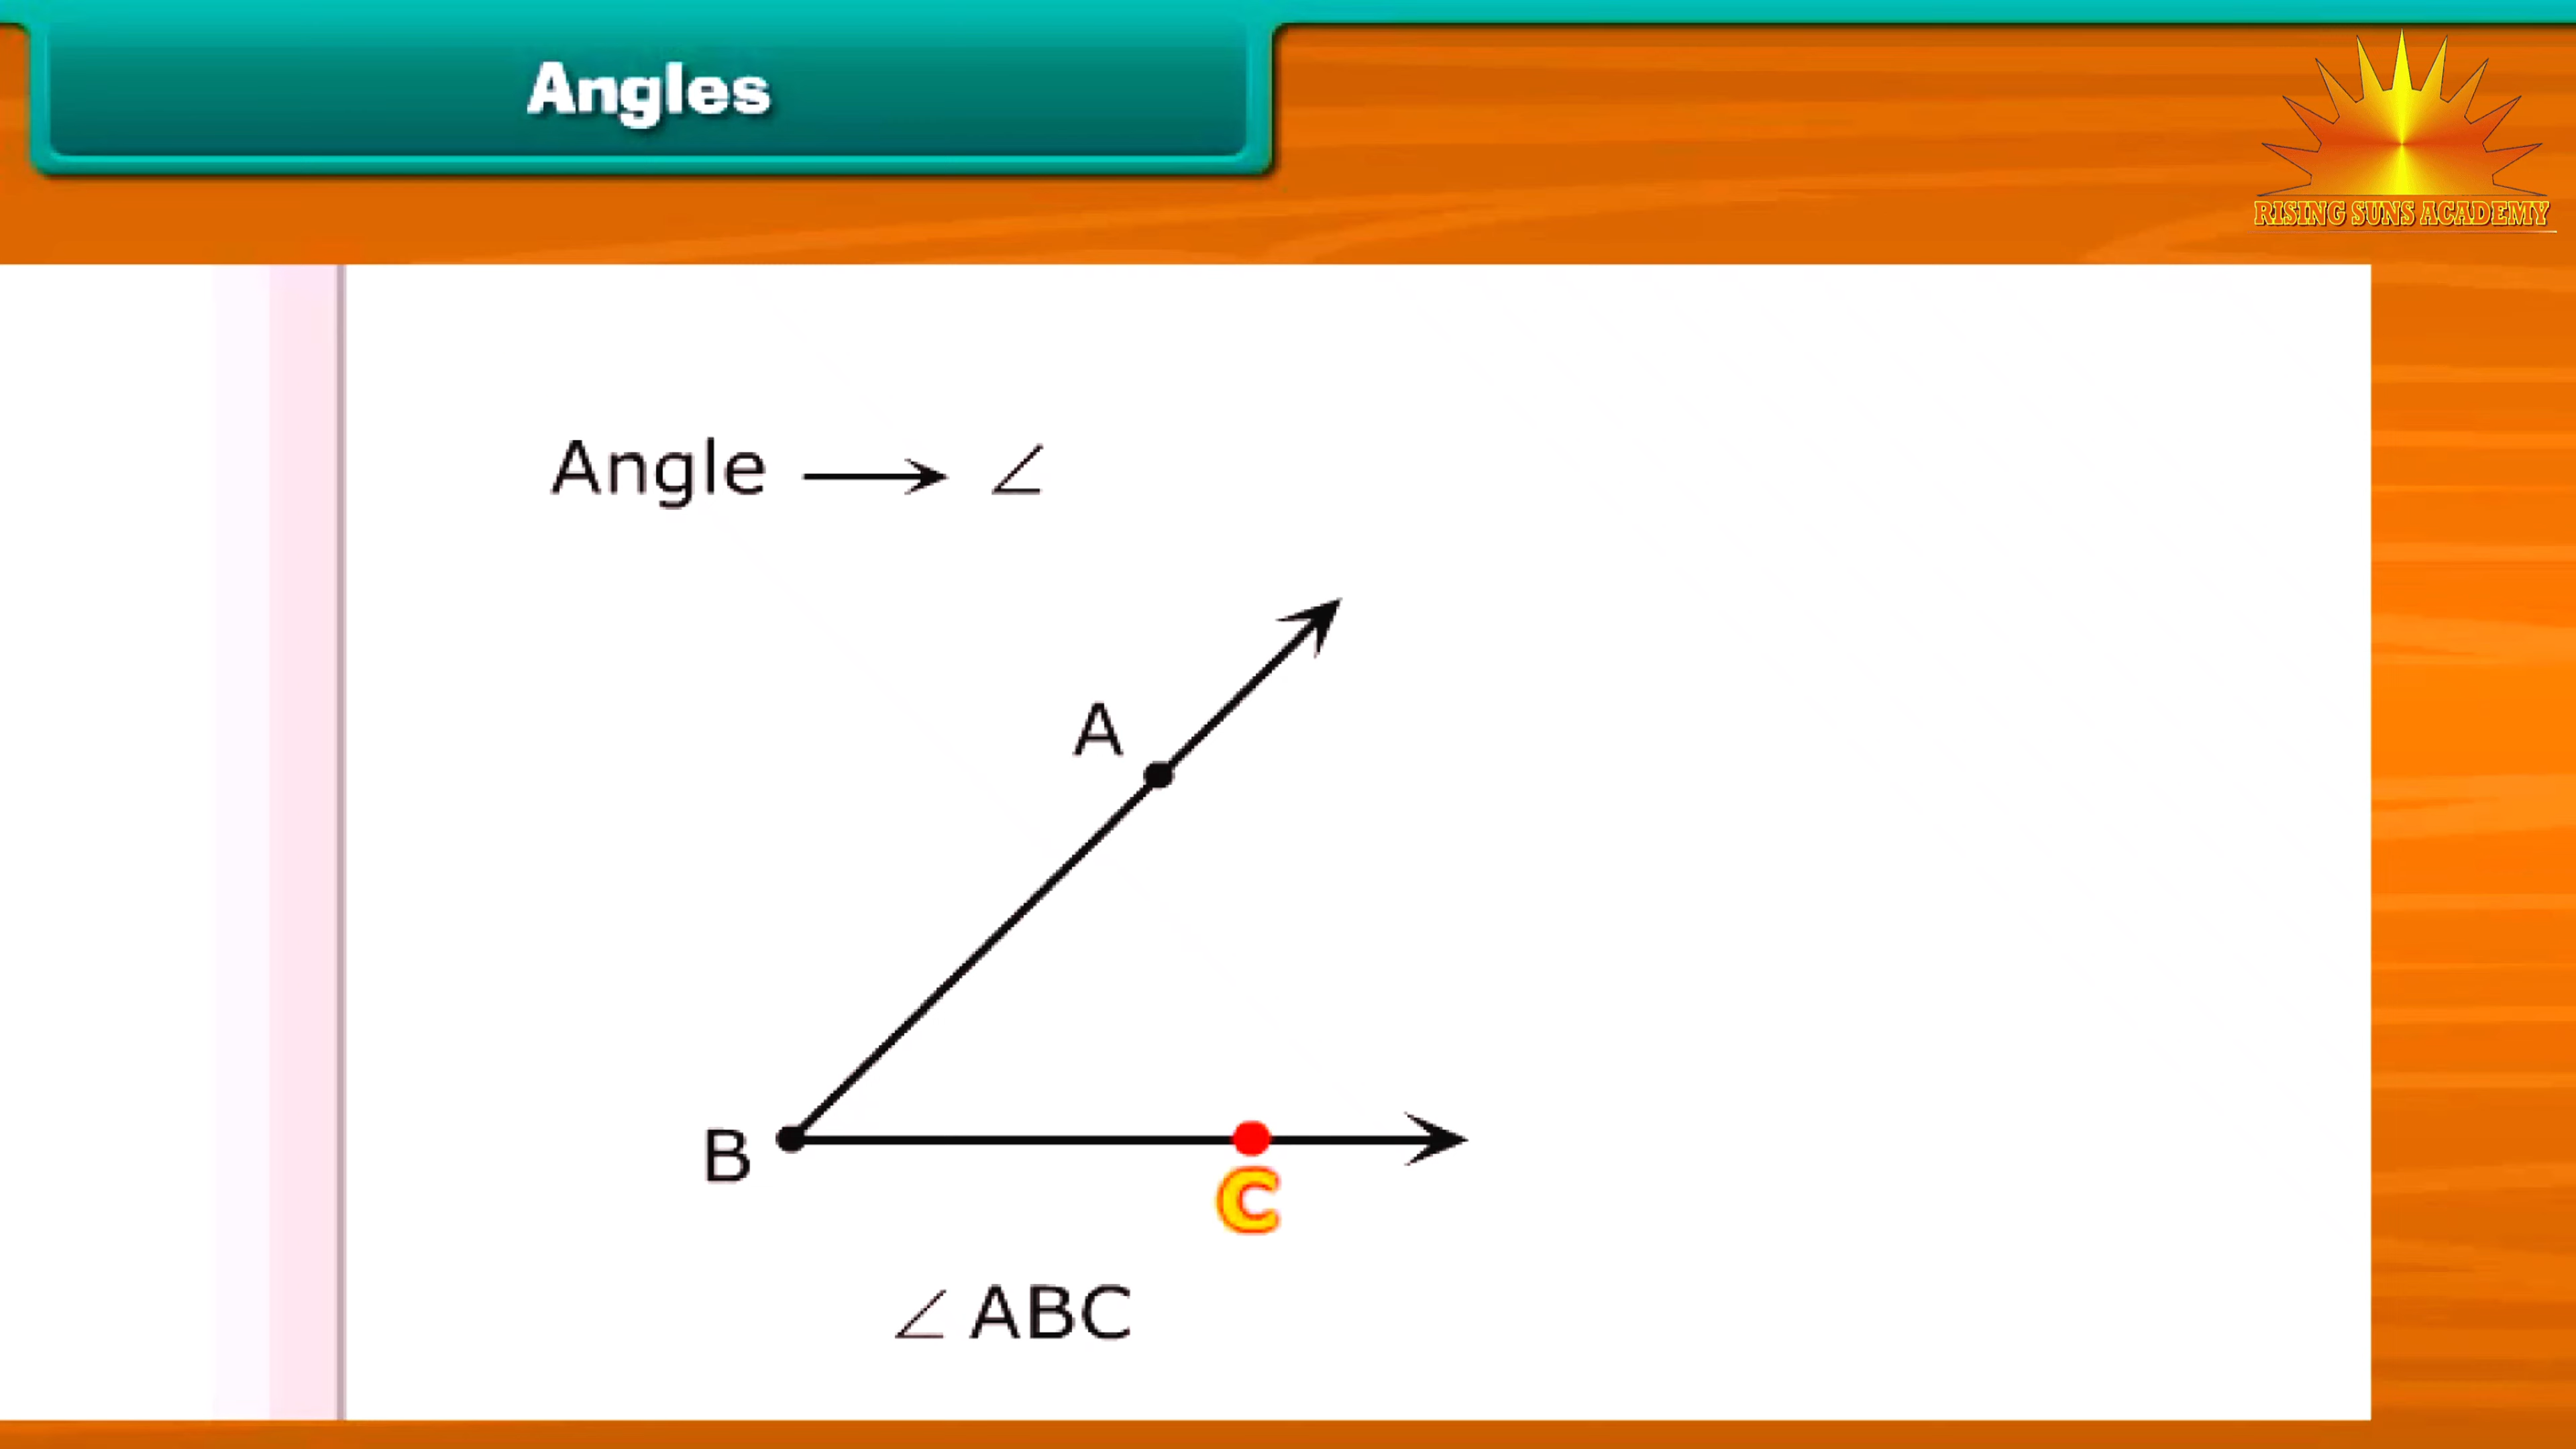 Angles
RISING SUNS ACADEMY
Angle → ∠
A
B
C
∠ ABC